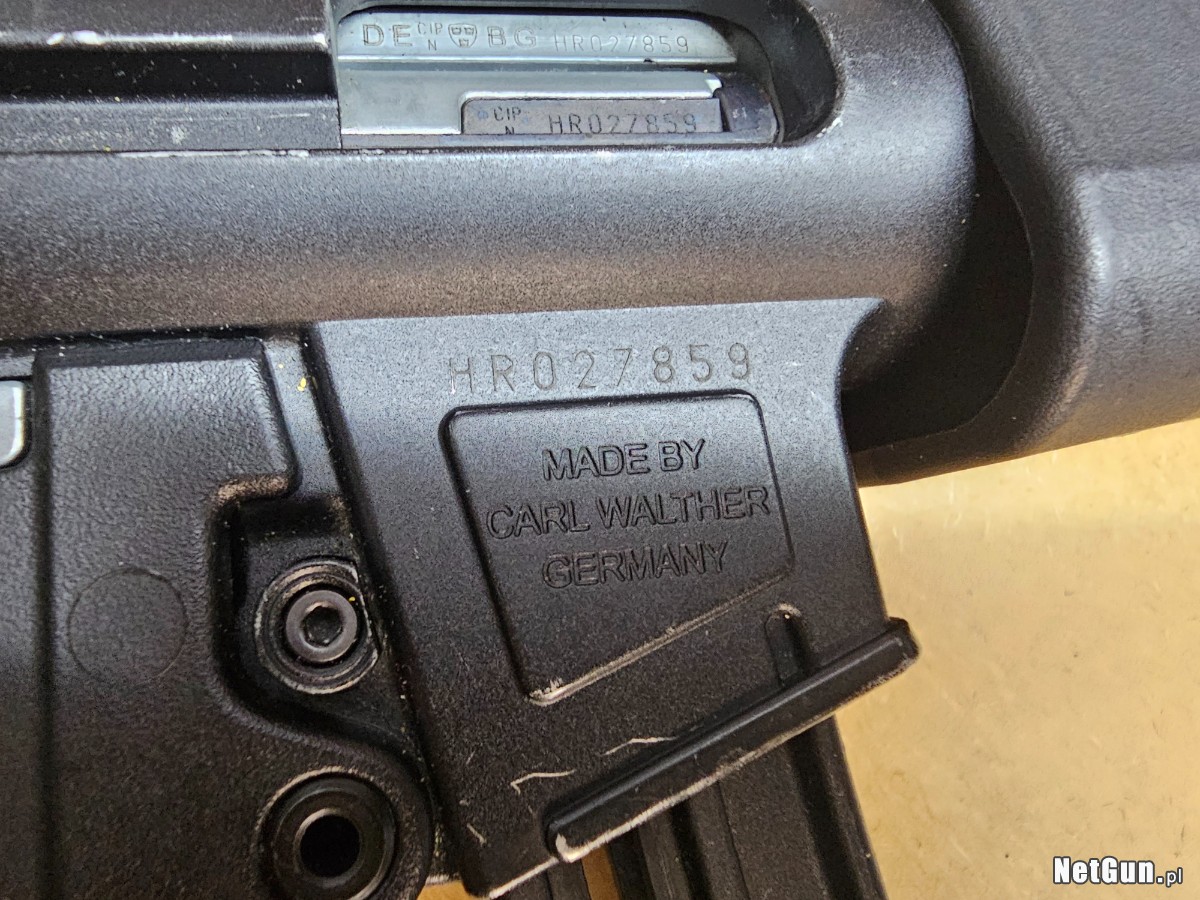 DE CIP N BG HR027859
CIP N HR027859
HR027859
MADE BY
CARL WALTHER
GERMANY
NetGun.pl